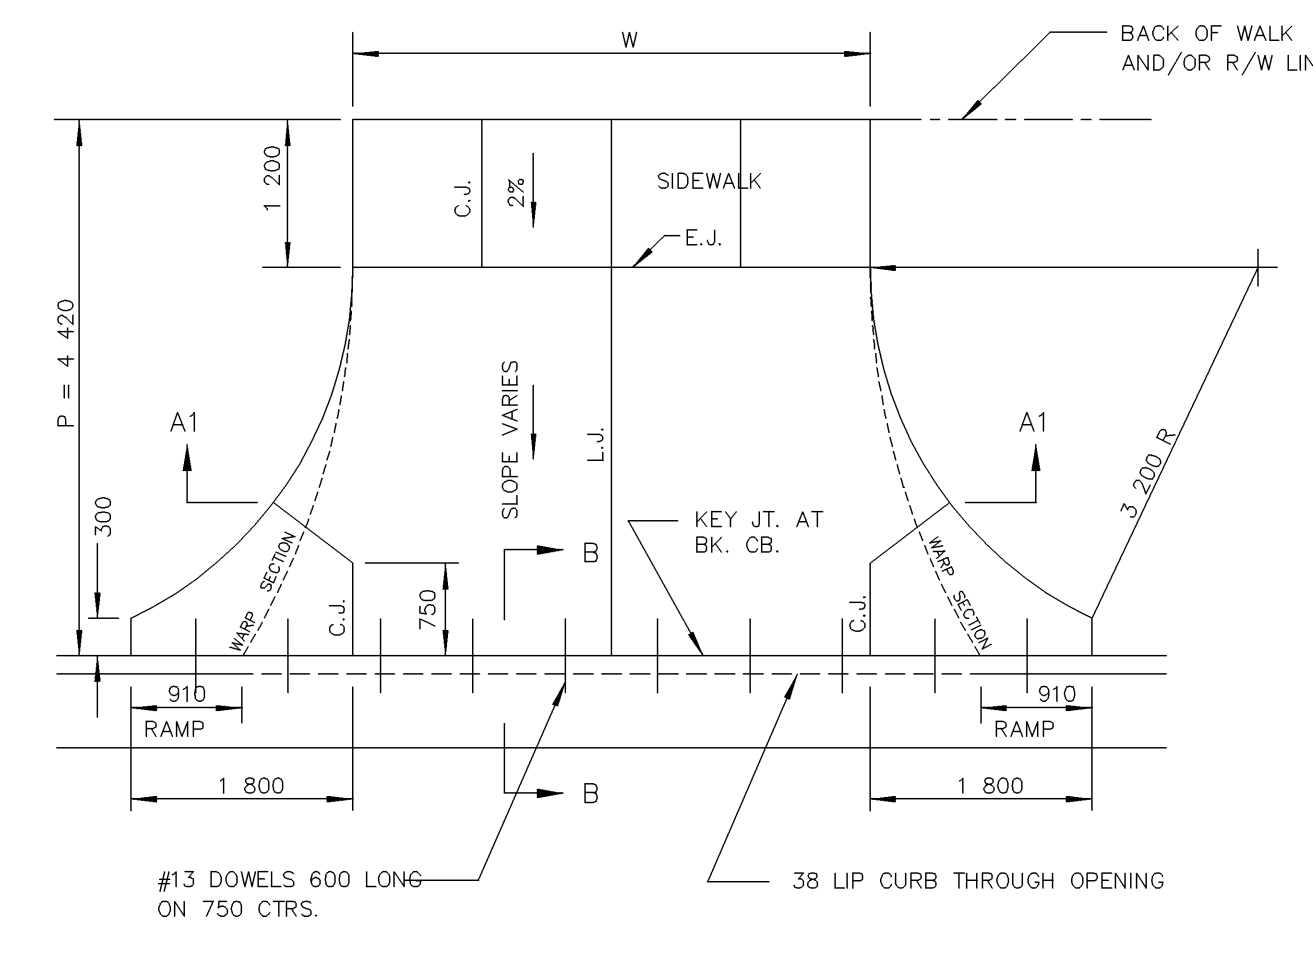 W
BACK OF WALK
AND/OR R/W LIN
1 200
C.J.
2%
SIDEWALK
E.J.
P = 4 420
SLOPE VARIES
L.J.
A1
A1
3 200 R
300
KEY JT. AT
BK. CB.
B
WARP SECTION
C.J.
750
C.J.
WARP SECTION
910
RAMP
910
RAMP
1 800
B
1 800
#13 DOWELS 600 LONG
ON 750 CTRS.
38 LIP CURB THROUGH OPENING